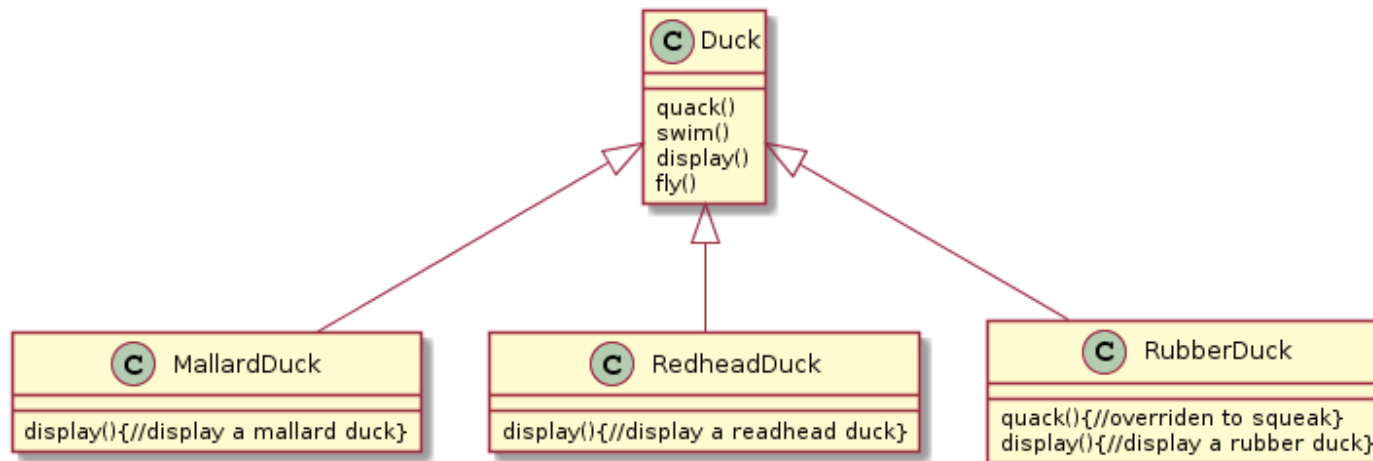 C Duck
quack()
swim()
display()
fly()
C MallardDuck
display(){//display a mallard duck}
C RedheadDuck
display(){//display a readhead duck}
C RubberDuck
quack(){//overriden to squeak}
display(){//display a rubber duck}